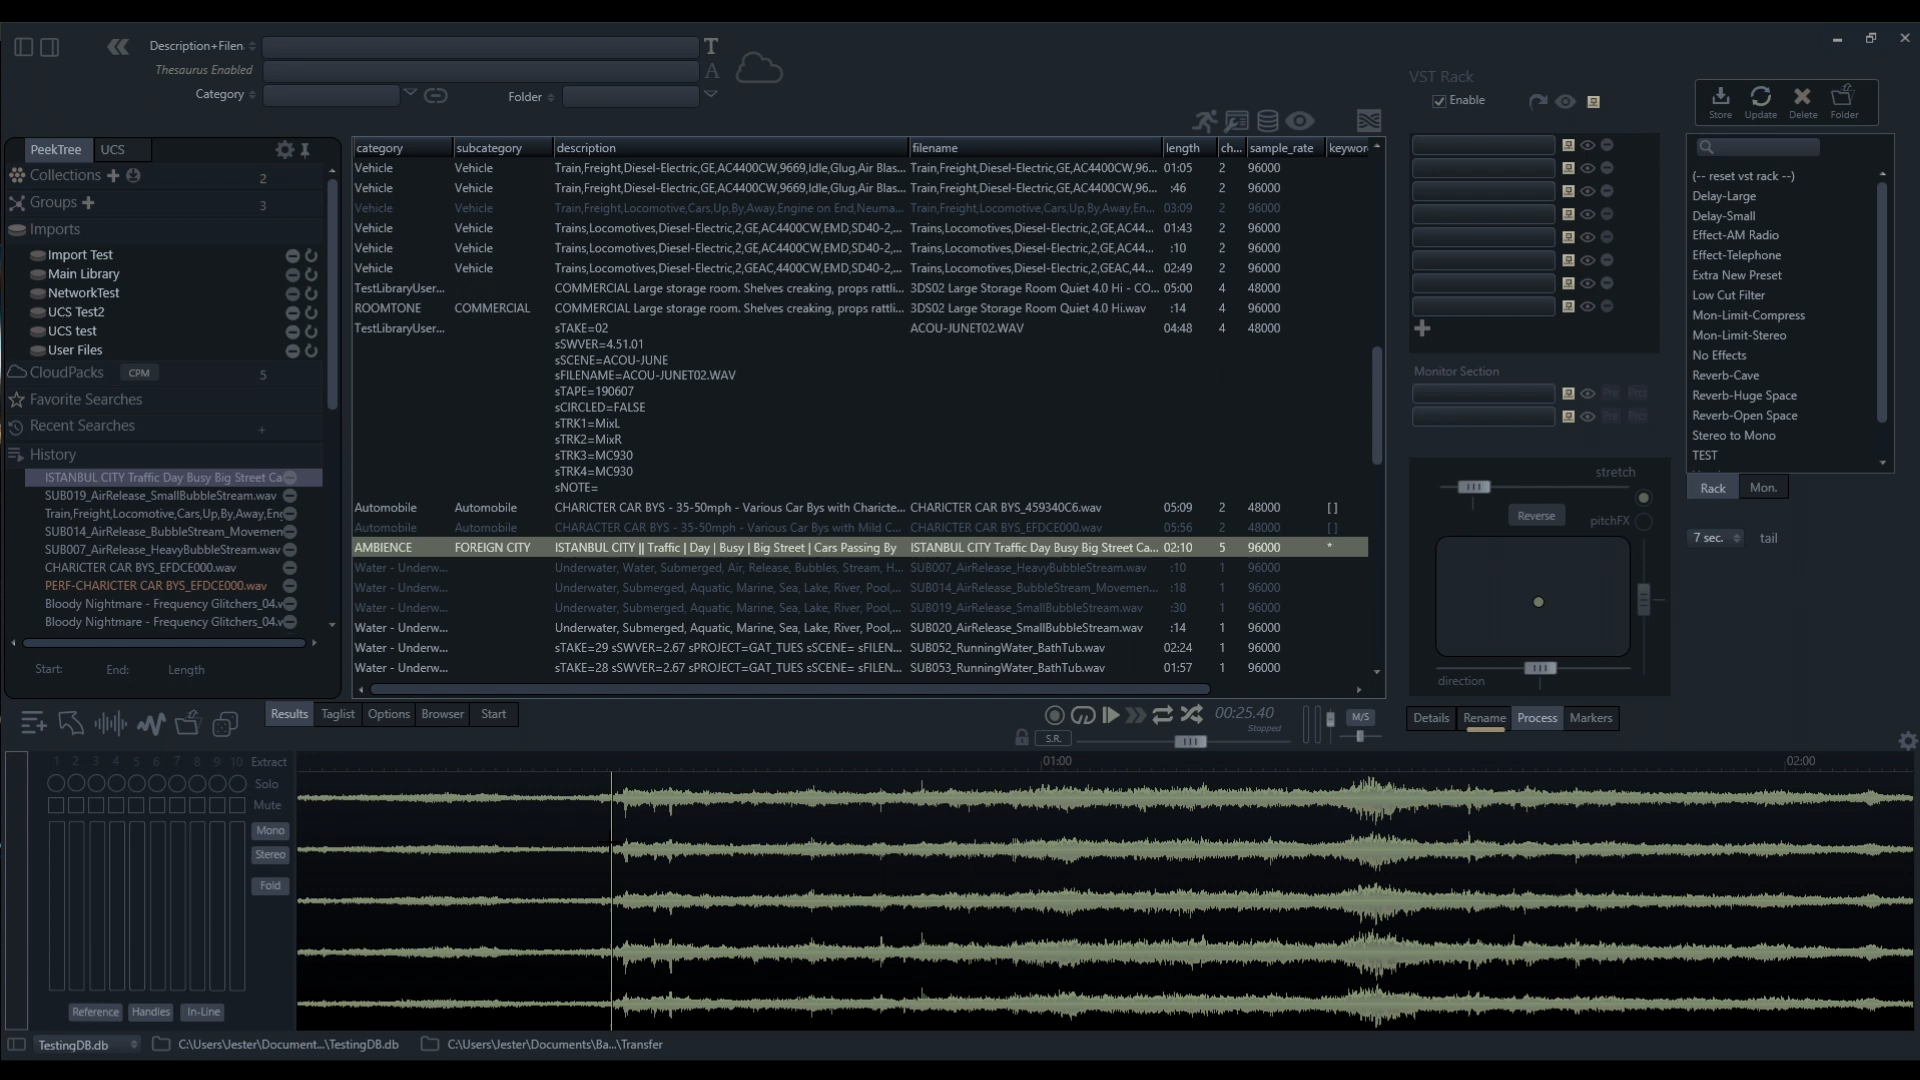 Description+Filen T
Thesaurus Enabled A
Category Folder
VST Rack
Enable
Store Update Delete Folder
PeekTree UCS
Collections 2
Groups 3
Imports
Import Test
Main Library
NetworkTest
UCS Test2
UCS test
User Files
CloudPacks CPM 5
Favorite Searches
Recent Searches
History
ISTANBUL CITY Traffic Day Busy Big Street Ca
SUB019_AirRelease_SmallBubbleStream.wav
Train,Freight,Locomotive,Cars,Up,By,Away,Eng
SUB014_AirRelease_BubbleStream_Movemen
SUB007_AirRelease_HeavyBubbleStream.wav
CHARICTER CAR BYS_EFDCE000.wav
PERF-CHARICTER CAR BYS_EFDCE000.wav
Bloody Nightmare - Frequency Glitchers_04.w
Bloody Nightmare - Frequency Glitchers_04.w
Start: End: Length
category subcategory description filename length ch... sample_rate keywor
Vehicle Vehicle Train,Freight,Diesel-Electric,GE,AC4400CW,9669,Idle,Glug,Air Blas... Train,Freight,Diesel-Electric,GE,AC4400CW,96... 01:05 2 96000
Vehicle Vehicle Train,Freight,Diesel-Electric,GE,AC4400CW,9669,Idle,Glug,Air Blas... Train,Freight,Diesel-Electric,GE,AC4400CW,96... :46 2 96000
Vehicle Vehicle Train,Freight,Locomotive,Cars,Up,By,Away,Engine on End,Neuma... Train,Freight,Locomotive,Cars,Up,By,Away,En... 03:09 2 96000
Vehicle Vehicle Trains,Locomotives,Diesel-Electric,2,GE,AC4400CW,EMD,SD40-2,... Trains,Locomotives,Diesel-Electric,2,GE,AC44... 01:43 2 96000
Vehicle Vehicle Trains,Locomotives,Diesel-Electric,2,GE,AC4400CW,EMD,SD40-2,... Trains,Locomotives,Diesel-Electric,2,GE,AC44... :10 2 96000
Vehicle Vehicle Trains,Locomotives,Diesel-Electric,2,GEAC,4400CW,EMD,SD40-2,... Trains,Locomotives,Diesel-Electric,2,GEAC,44... 02:49 2 96000
TestLibraryUser... COMMERCIAL Large storage room. Shelves creaking, props rattli... 3DS02 Large Storage Room Quiet 4.0 Hi - CO... 05:00 4 48000
ROOMTONE COMMERCIAL COMMERCIAL Large storage room. Shelves creaking, props rattli... 3DS02 Large Storage Room Quiet 4.0 Hi.wav :14 4 96000
TestLibraryUser... sTAKE=02 ACOU-JUNET02.WAV 04:48 4 48000
sSWVER=4.51.01
sSCENE=ACOU-JUNE
sFILENAME=ACOU-JUNET02.WAV
sTAPE=190607
sCIRCLED=FALSE
sTRK1=MixL
sTRK2=MixR
sTRK3=MC930
sTRK4=MC930
sNOTE=
Automobile Automobile CHARICTER CAR BYS - 35-50mph - Various Car Bys with Charicte... CHARICTER CAR BYS_459340C6.wav 05:09 2 48000 [ ]
Automobile Automobile CHARACTER CAR BYS - 35-50mph - Various Car Bys with Mild C... CHARICTER CAR BYS_EFDCE000.wav 05:56 2 48000 [ ]
AMBIENCE FOREIGN CITY ISTANBUL CITY || Traffic | Day | Busy | Big Street | Cars Passing By ISTANBUL CITY Traffic Day Busy Big Street Ca... 02:10 5 96000 *
Water - Underw... Underwater, Water, Submerged, Air, Release, Bubbles, Stream, H... SUB007_AirRelease_HeavyBubbleStream.wav :10 1 96000
Water - Underw... Underwater, Submerged, Aquatic, Marine, Sea, Lake, River, Pool,... SUB014_AirRelease_BubbleStream_Movemen... :18 1 96000
Water - Underw... Underwater, Submerged, Aquatic, Marine, Sea, Lake, River, Pool,... SUB019_AirRelease_SmallBubbleStream.wav :30 1 96000
Water - Underw... Underwater, Submerged, Aquatic, Marine, Sea, Lake, River, Pool,... SUB020_AirRelease_SmallBubbleStream.wav :14 1 96000
Water - Underw... sTAKE=29 sSWVER=2.67 sPROJECT=GAT_TUES sSCENE= sFILEN... SUB052_RunningWater_BathTub.wav 02:24 1 96000
Water - Underw... sTAKE=28 sSWVER=2.67 sPROJECT=GAT_TUES sSCENE= sFILEN... SUB053_RunningWater_BathTub.wav 01:57 1 96000
Monitor Section
Pre Pro
Pre Pro
stretch
Reverse
pitchFX
direction
(-- reset vst rack --)
Delay-Large
Delay-Small
Effect-AM Radio
Effect-Telephone
Extra New Preset
Low Cut Filter
Mon-Limit-Compress
Mon-Limit-Stereo
No Effects
Reverb-Cave
Reverb-Huge Space
Reverb-Open Space
Stereo to Mono
TEST
Rack Mon.
7 sec. tail
Results Taglist Options Browser Start
00:25.40
Stopped
S.R.
M/S
Details Rename Process Markers
1 2 3 4 5 6 7 8 9 10 Extract
Solo
Mute
Mono
Stereo
Fold
Reference Handles In-Line
01:00 02:00
TestingDB.db C:\Users\Jester\Document...\TestingDB.db C:\Users\Jester\Documents\Ba...\Transfer